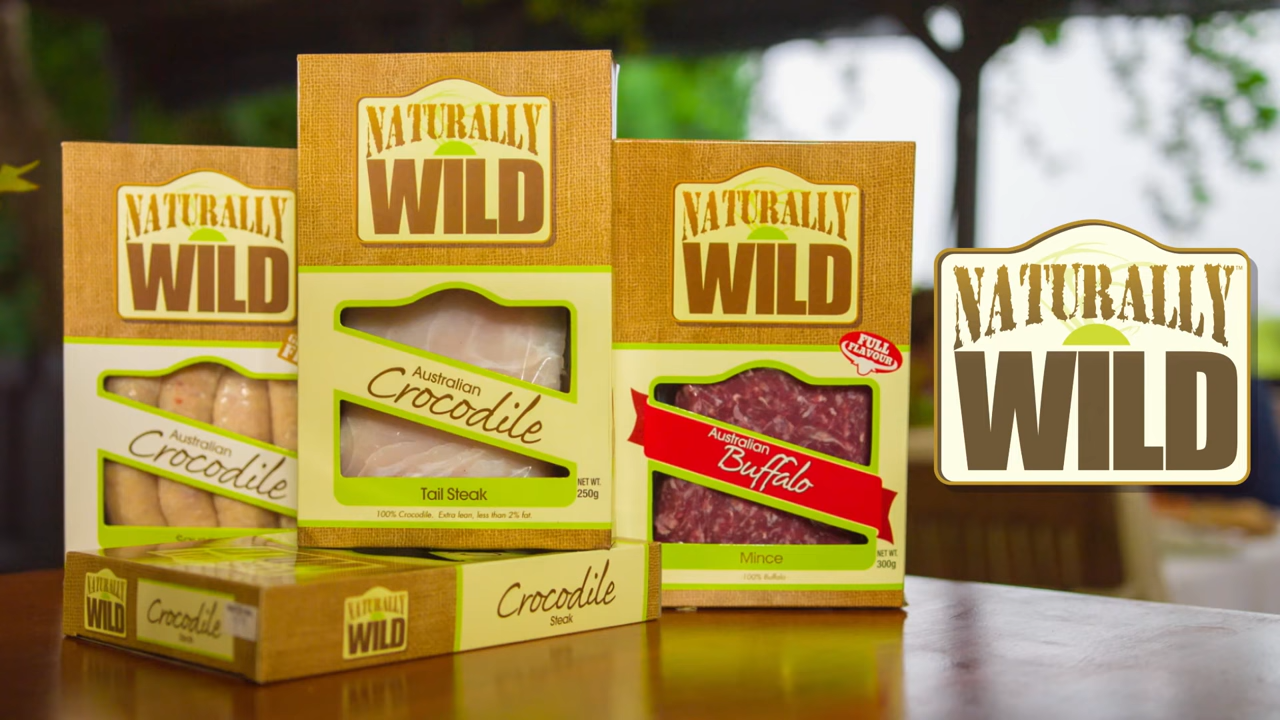 NATURALLY
WILD
Australian
Crocodile
NATURALLY
WILD
Australian
Crocodile
Tail Steak
NET WT.
250g
100% Crocodile. Extra lean, less than 2% fat.
NATURALLY
WILD
FULL
FLAVOUR
Australian
Buffalo
Mince
NET WT.
300g
100% Buffalo
NATURALLY
WILD
Crocodile
Steak
NATURALLY
WILD
Crocodile
Steak
NATURALLY™
WILD